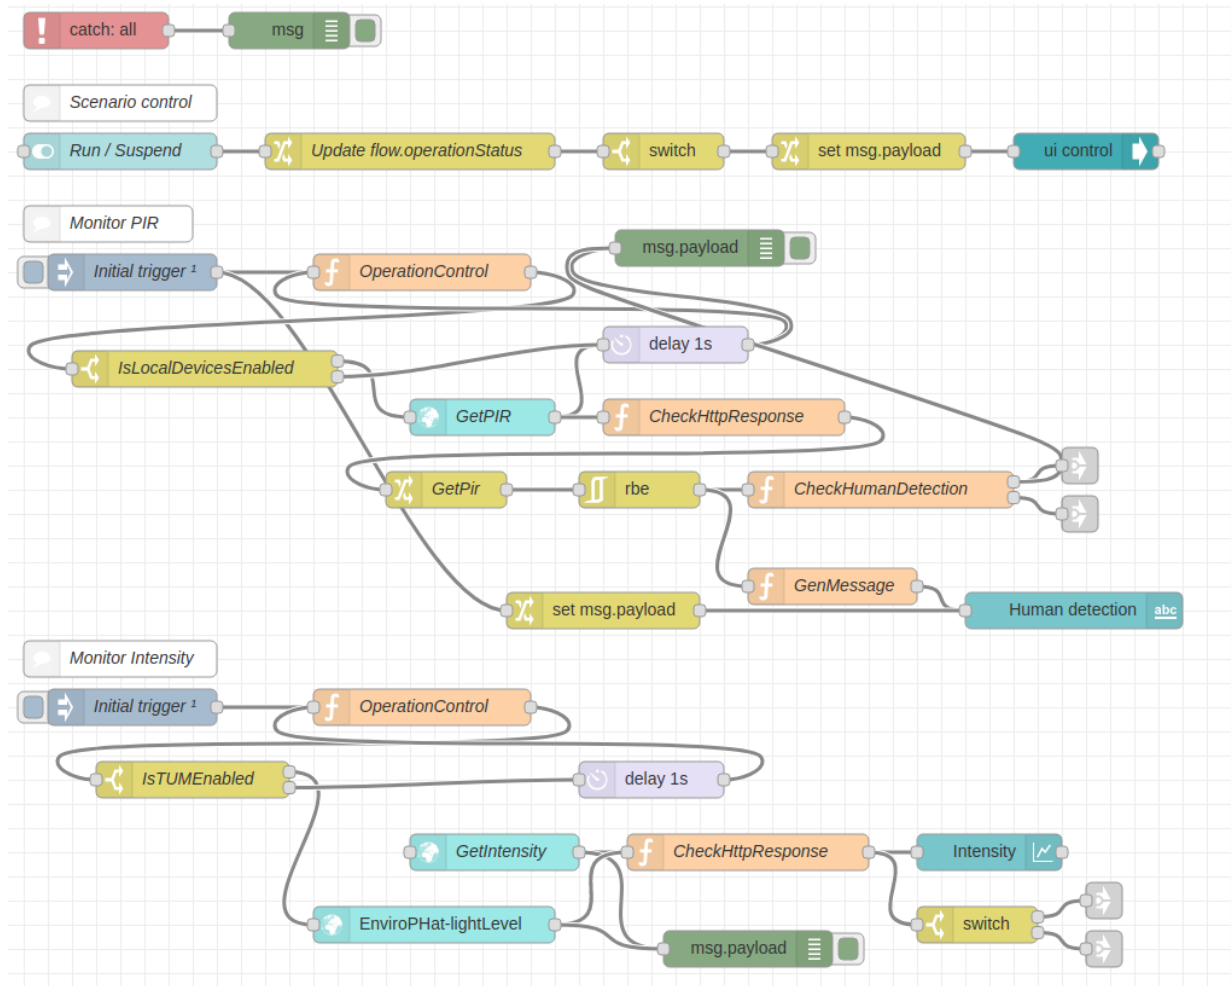 catch: all
msg
Scenario control
Run / Suspend
Update flow.operationStatus
switch
set msg.payload
ui control
Monitor PIR
msg.payload
Initial trigger ¹
OperationControl
delay 1s
IsLocalDevicesEnabled
GetPIR
CheckHttpResponse
GetPir
rbe
CheckHumanDetection
GenMessage
set msg.payload
Human detection
abc
Monitor Intensity
Initial trigger ¹
OperationControl
IsTUMEnabled
delay 1s
GetIntensity
CheckHttpResponse
Intensity
EnviroPHat-lightLevel
switch
msg.payload